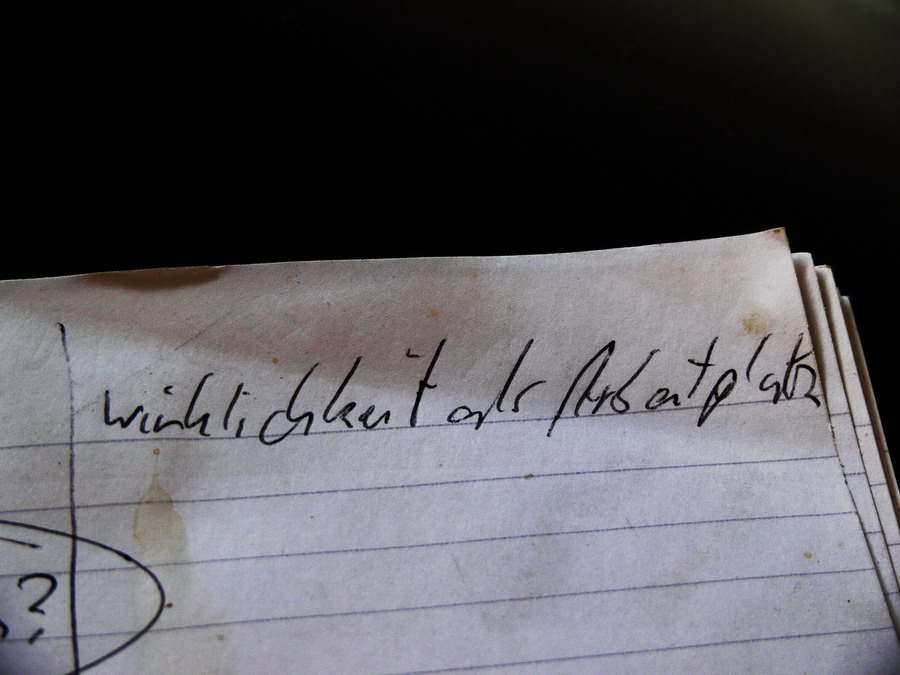 wirklichkeit als Arbeitplatz
?